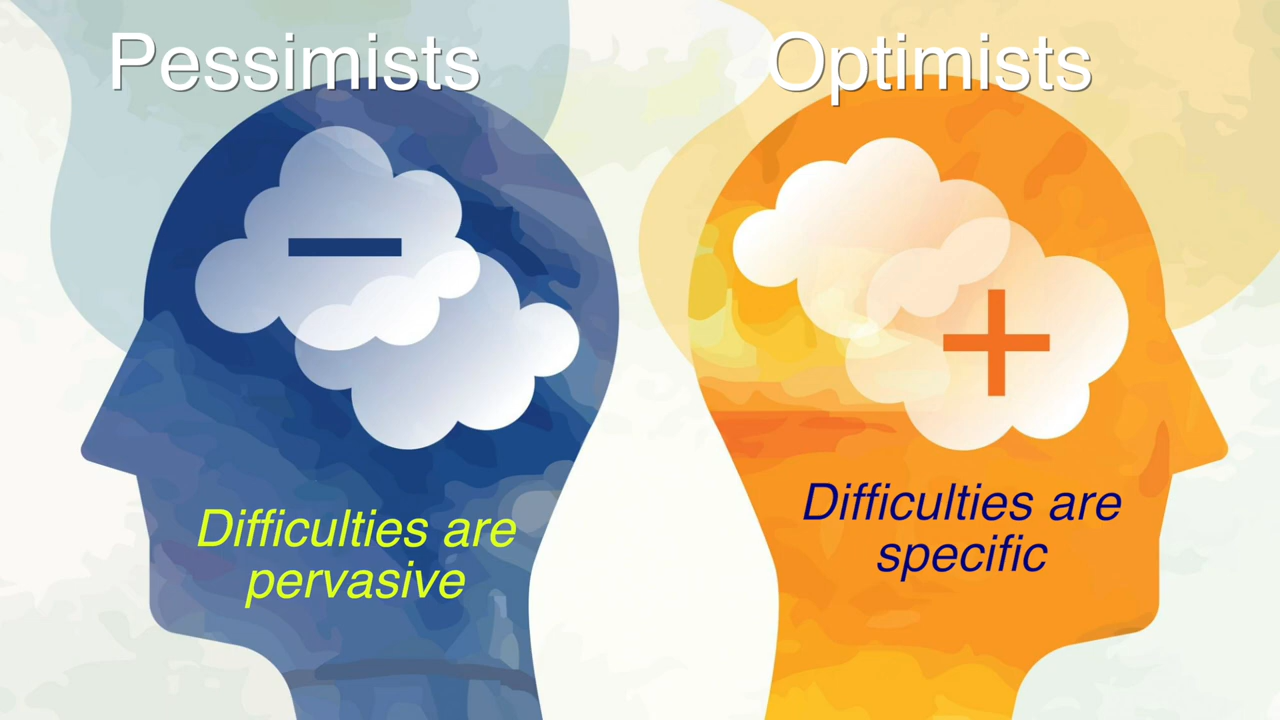 Pessimists
Difficulties are
pervasive
Optimists
Difficulties are
specific